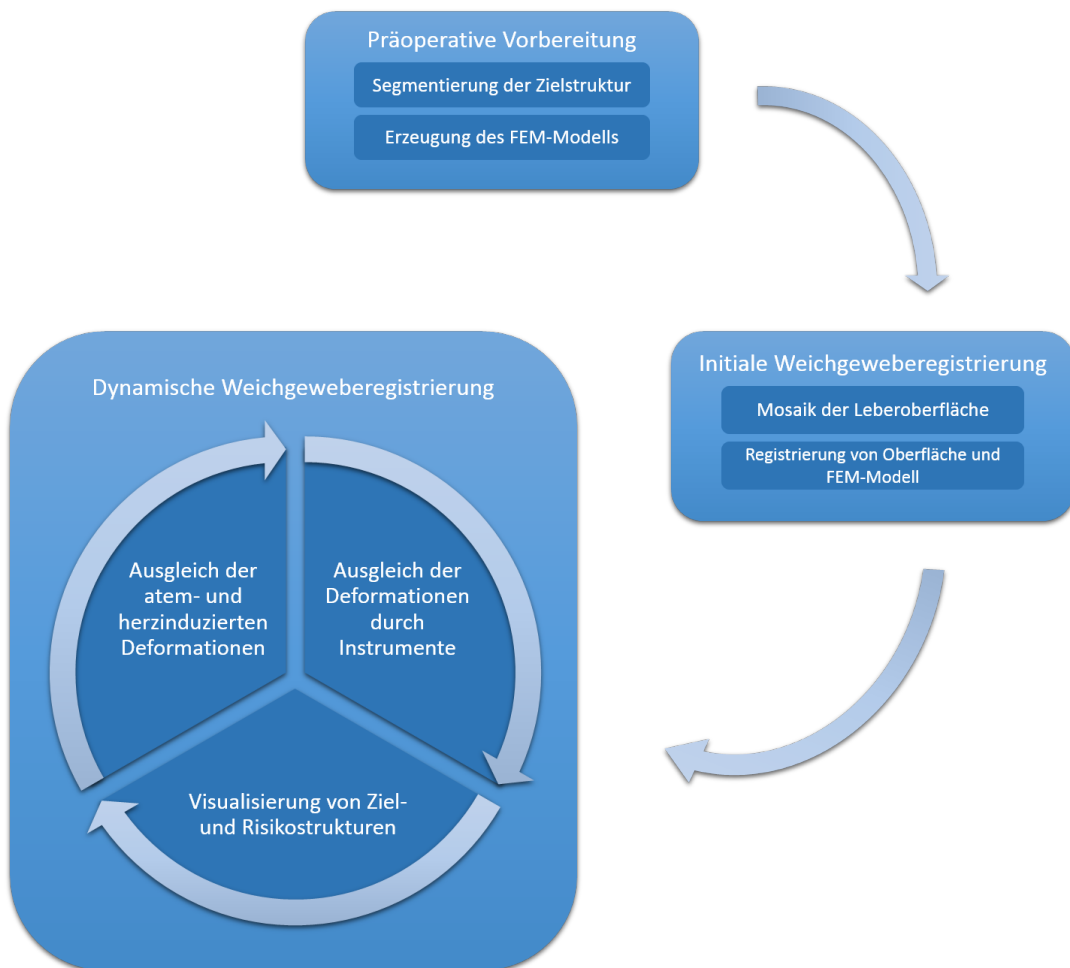 Präoperative Vorbereitung
Segmentierung der Zielstruktur
Erzeugung des FEM-Modells
Initiale Weichgeweberegistrierung
Mosaik der Leberoberfläche
Registrierung von Oberfläche und
FEM-Modell
Dynamische Weichgeweberegistrierung
Ausgleich der
Deformationen
durch
Instrumente
Visualisierung von Ziel-
und Risikostrukturen
Ausgleich der
atem- und
herzinduzierten
Deformationen